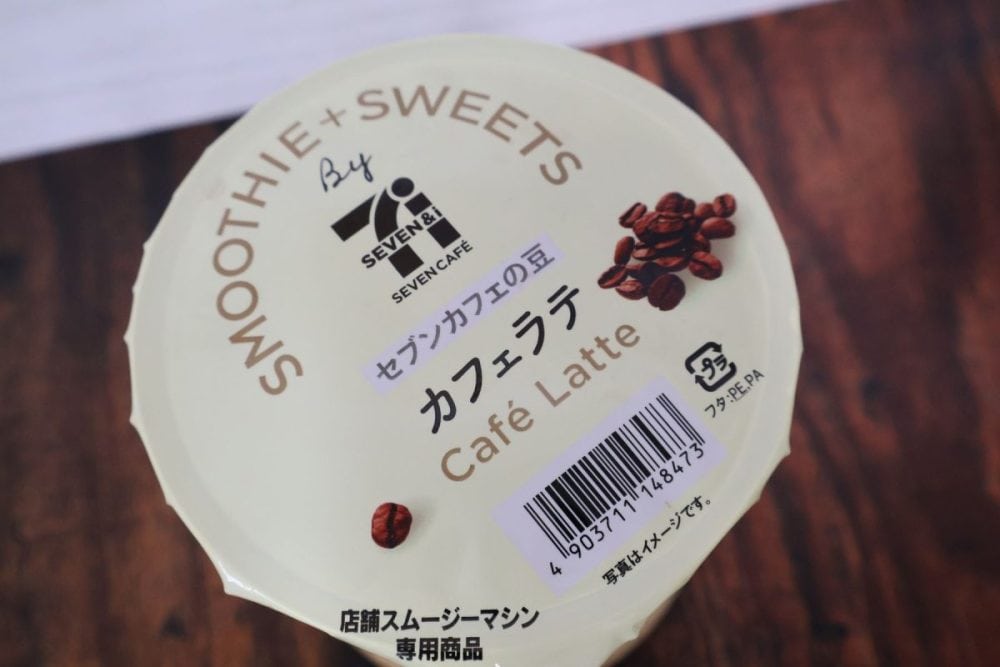 SMOOTHIE + SWEETS
By
SEVEN&i
SEVEN CAFÉ
セブンカフェの豆
カフェラテ
Café Latte
プラ
フタ:PE,PA
4 903711 148473
写真はイメージです。
店舗スムージーマシン
専用商品